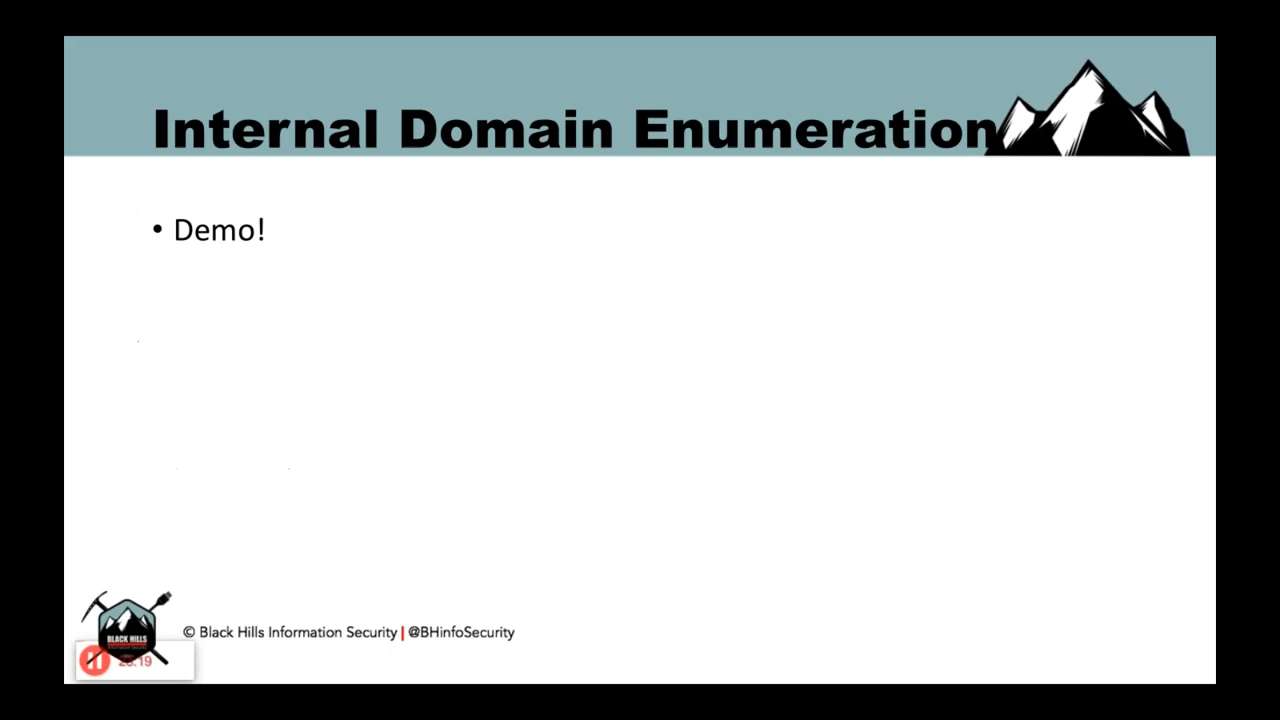 Internal Domain Enumeration
• Demo!
BLACK HILLS
© Black Hills Information Security | @BHinfoSecurity